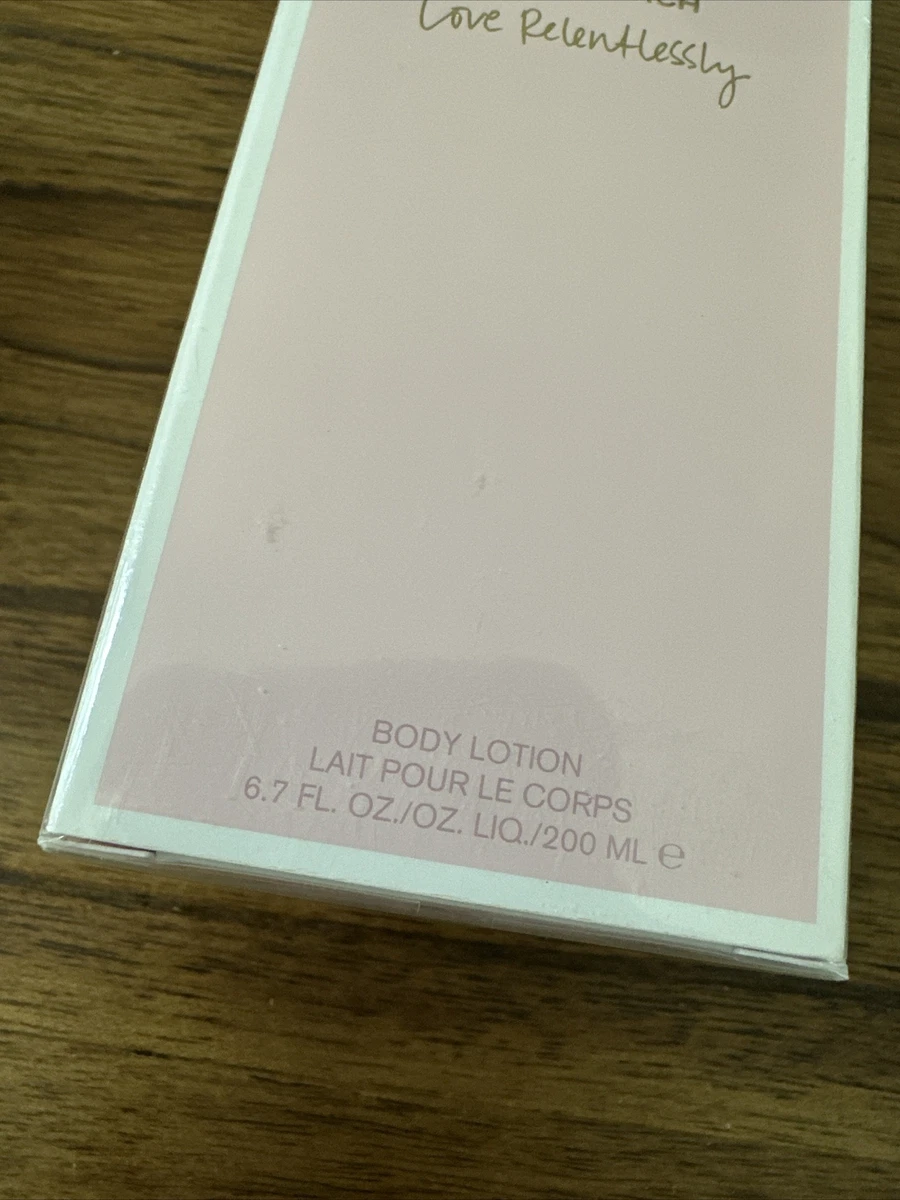 Love Relentlessly
BODY LOTION
LAIT POUR LE CORPS
6.7 FL. OZ./OZ. LIQ./200 ML ℮